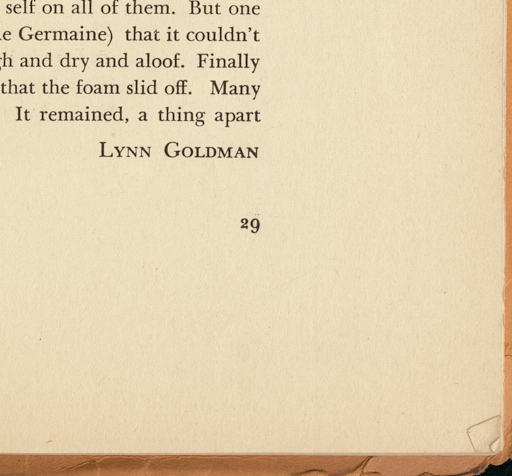 self on all of them. But one
Germaine) that it couldn't
and dry and aloof. Finally
that the foam slid off. Many
It remained, a thing apart
Lynn Goldman
29